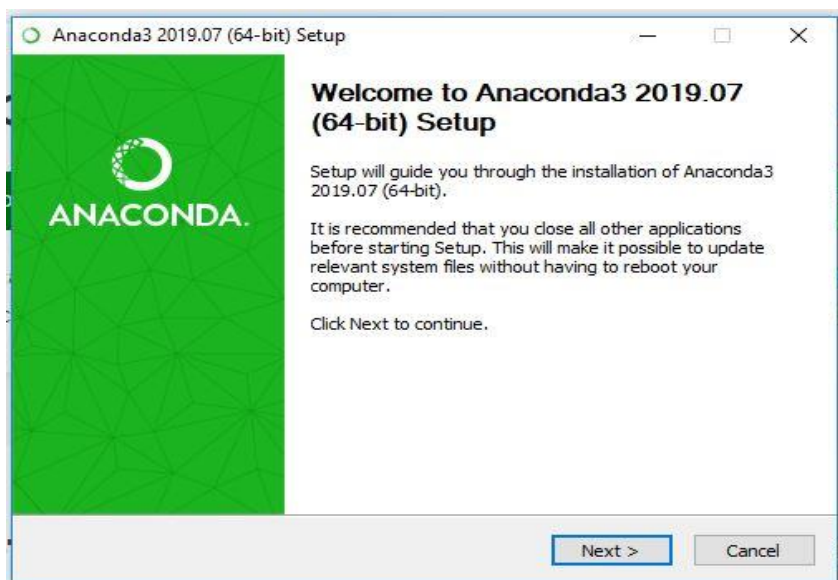 Anaconda3 2019.07 (64-bit) Setup
ANACONDA.
Welcome to Anaconda3 2019.07
(64-bit) Setup
Setup will guide you through the installation of Anaconda3
2019.07 (64-bit).
It is recommended that you close all other applications
before starting Setup. This will make it possible to update
relevant system files without having to reboot your
computer.
Click Next to continue.
Next >
Cancel